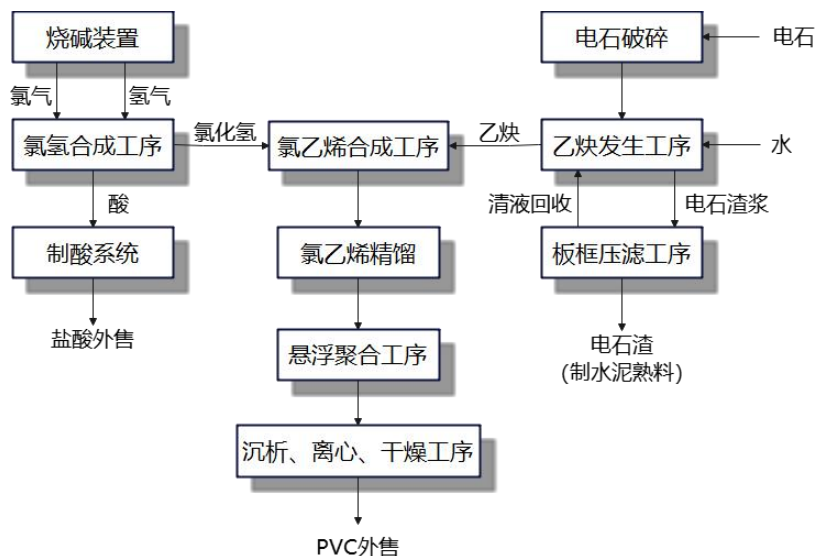 烧碱装置
电石破碎
电石
氯气
氢气
氯氢合成工序
氯化氢
氯乙烯合成工序
乙炔
乙炔发生工序
水
酸
清液回收
电石渣浆
制酸系统
氯乙烯精馏
板框压滤工序
盐酸外售
悬浮聚合工序
电石渣
(制水泥熟料)
沉析、离心、干燥工序
PVC外售